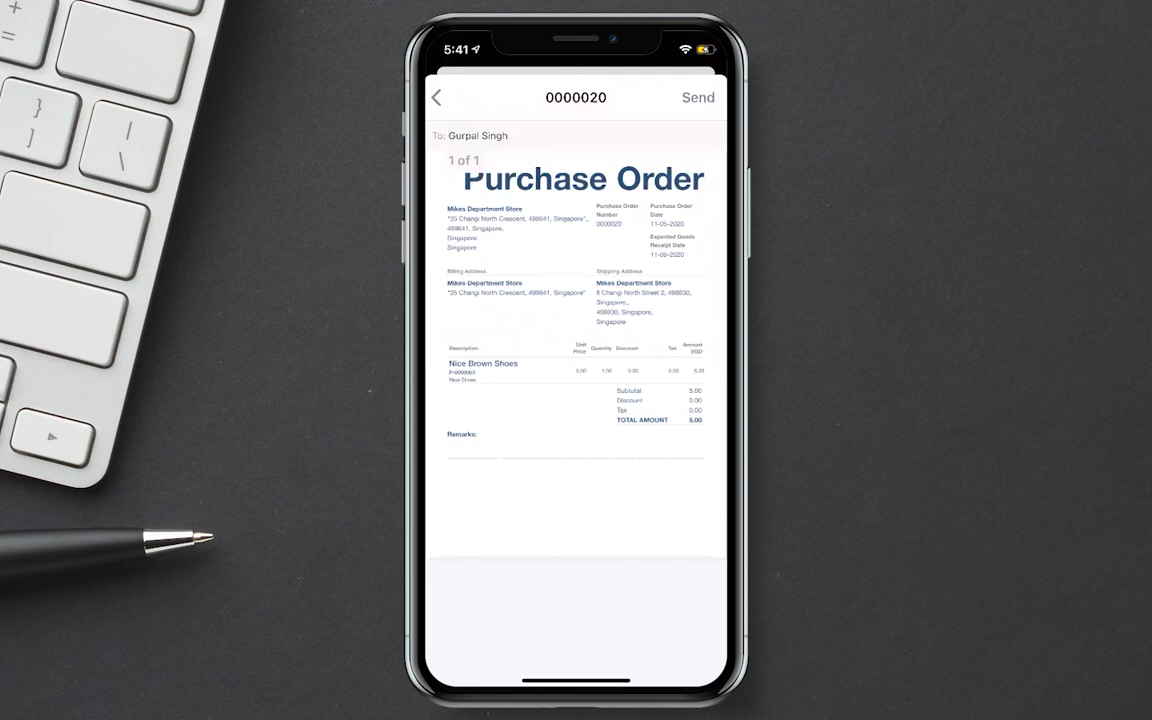 +
=
}
]
|
\
5:41
0000020
Send
To: Gurpal Singh
1 of 1
Purchase Order
Mikes Department Store
"35 Changi North Crescent, 499641, Singapore",,
499641, Singapore,
Singapore,
Singapore
Purchase Order
Number
0000020
Purchase Order
Date
11-05-2020
Expected Goods
Receipt Date
11-05-2020
Billing Address
Mikes Department Store
"35 Changi North Crescent, 499641, Singapore"
Shipping Address
Mikes Department Store
8 Changi North Street 2, 498830,
Singapore,,
498830, Singapore,
Singapore
Description Unit Price Quantity Discount Tax Amount SGD
Nice Brown Shoes 5.00 1.00 0.00 0.00 5.00
P-0000003
Nice Shoes
Subtotal 5.00
Discount 0.00
Tax 0.00
TOTAL AMOUNT 5.00
Remarks: